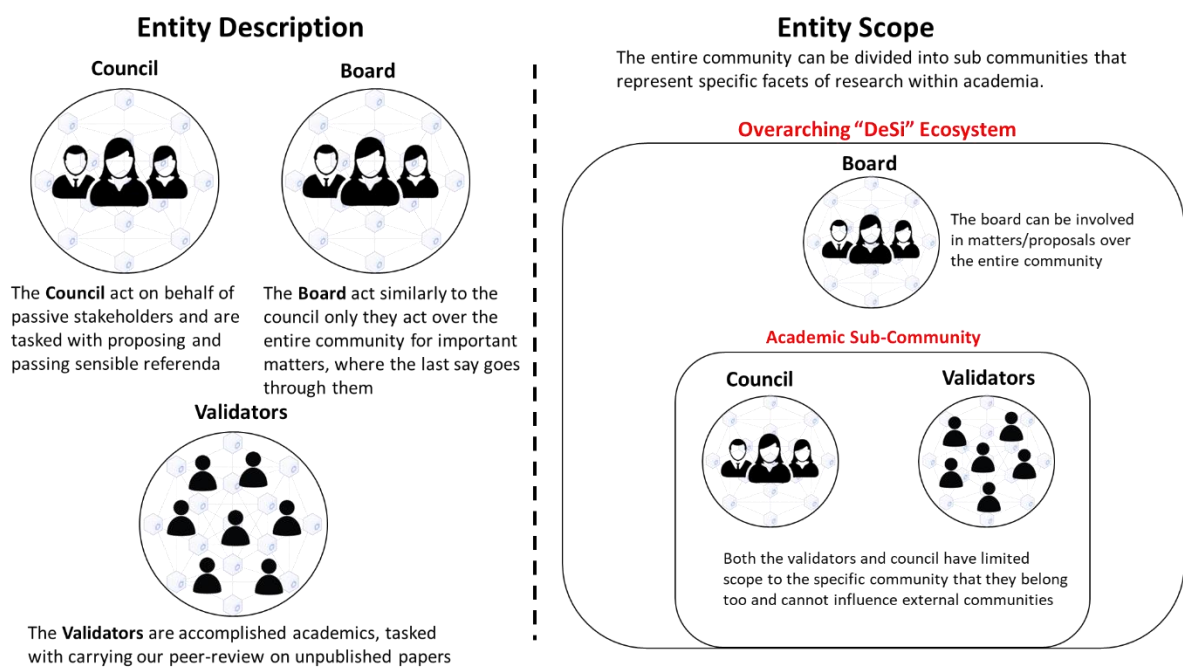 Entity Description
Council
Board
The Council act on behalf of
passive stakeholders and are
tasked with proposing and
passing sensible referenda
The Board act similarly to the
council only they act over the
entire community for important
matters, where the last say goes
through them
Validators
The Validators are accomplished academics, tasked
with carrying our peer-review on unpublished papers
Entity Scope
The entire community can be divided into sub communities that
represent specific facets of research within academia.
Overarching “DeSi” Ecosystem
Board
The board can be involved
in matters/proposals over
the entire community
Academic Sub-Community
Council
Validators
Both the validators and council have limited
scope to the specific community that they belong
too and cannot influence external communities